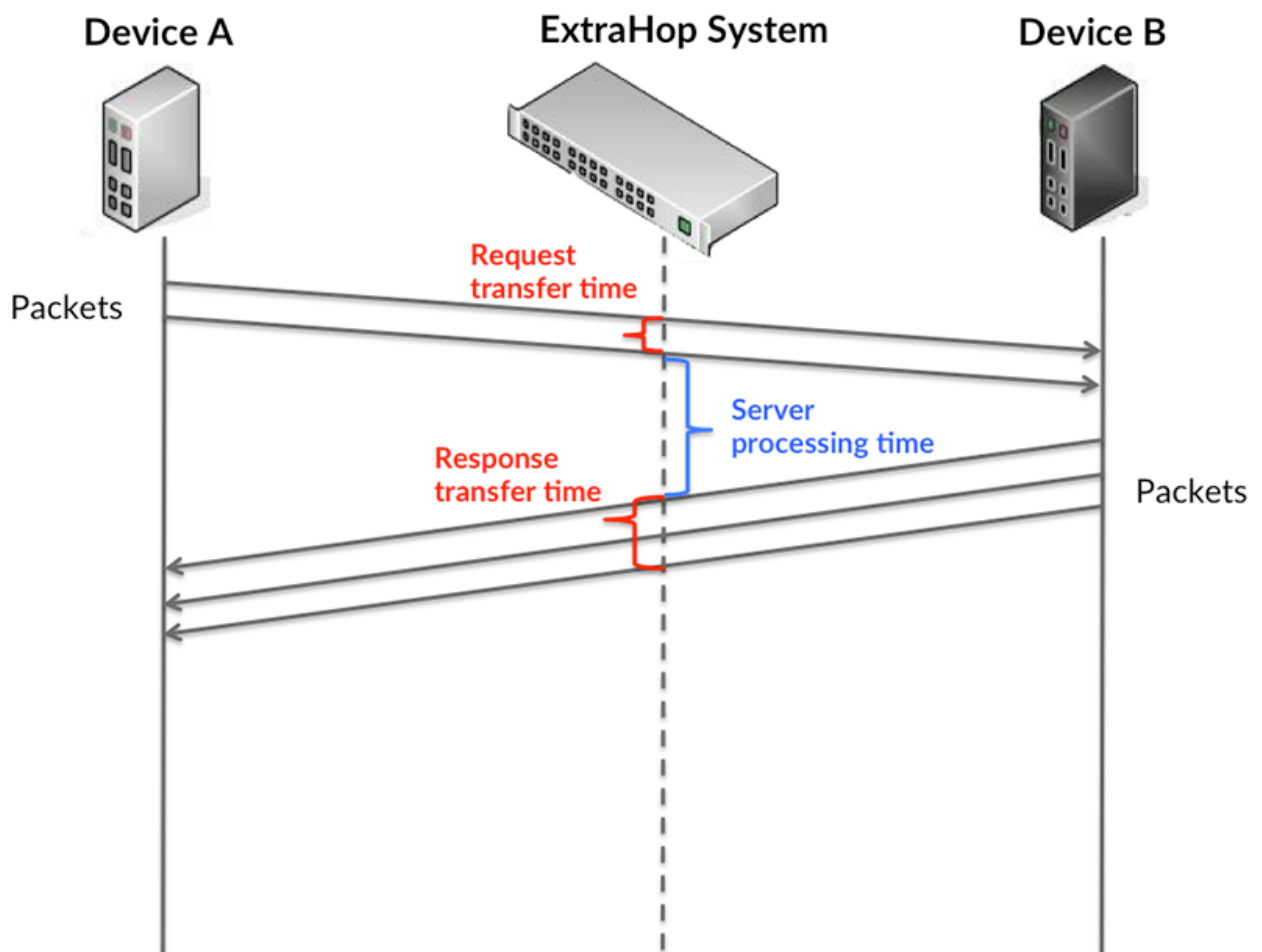 Device A
ExtraHop System
Device B
Request
transfer time
Packets
Server
processing time
Response
transfer time
Packets